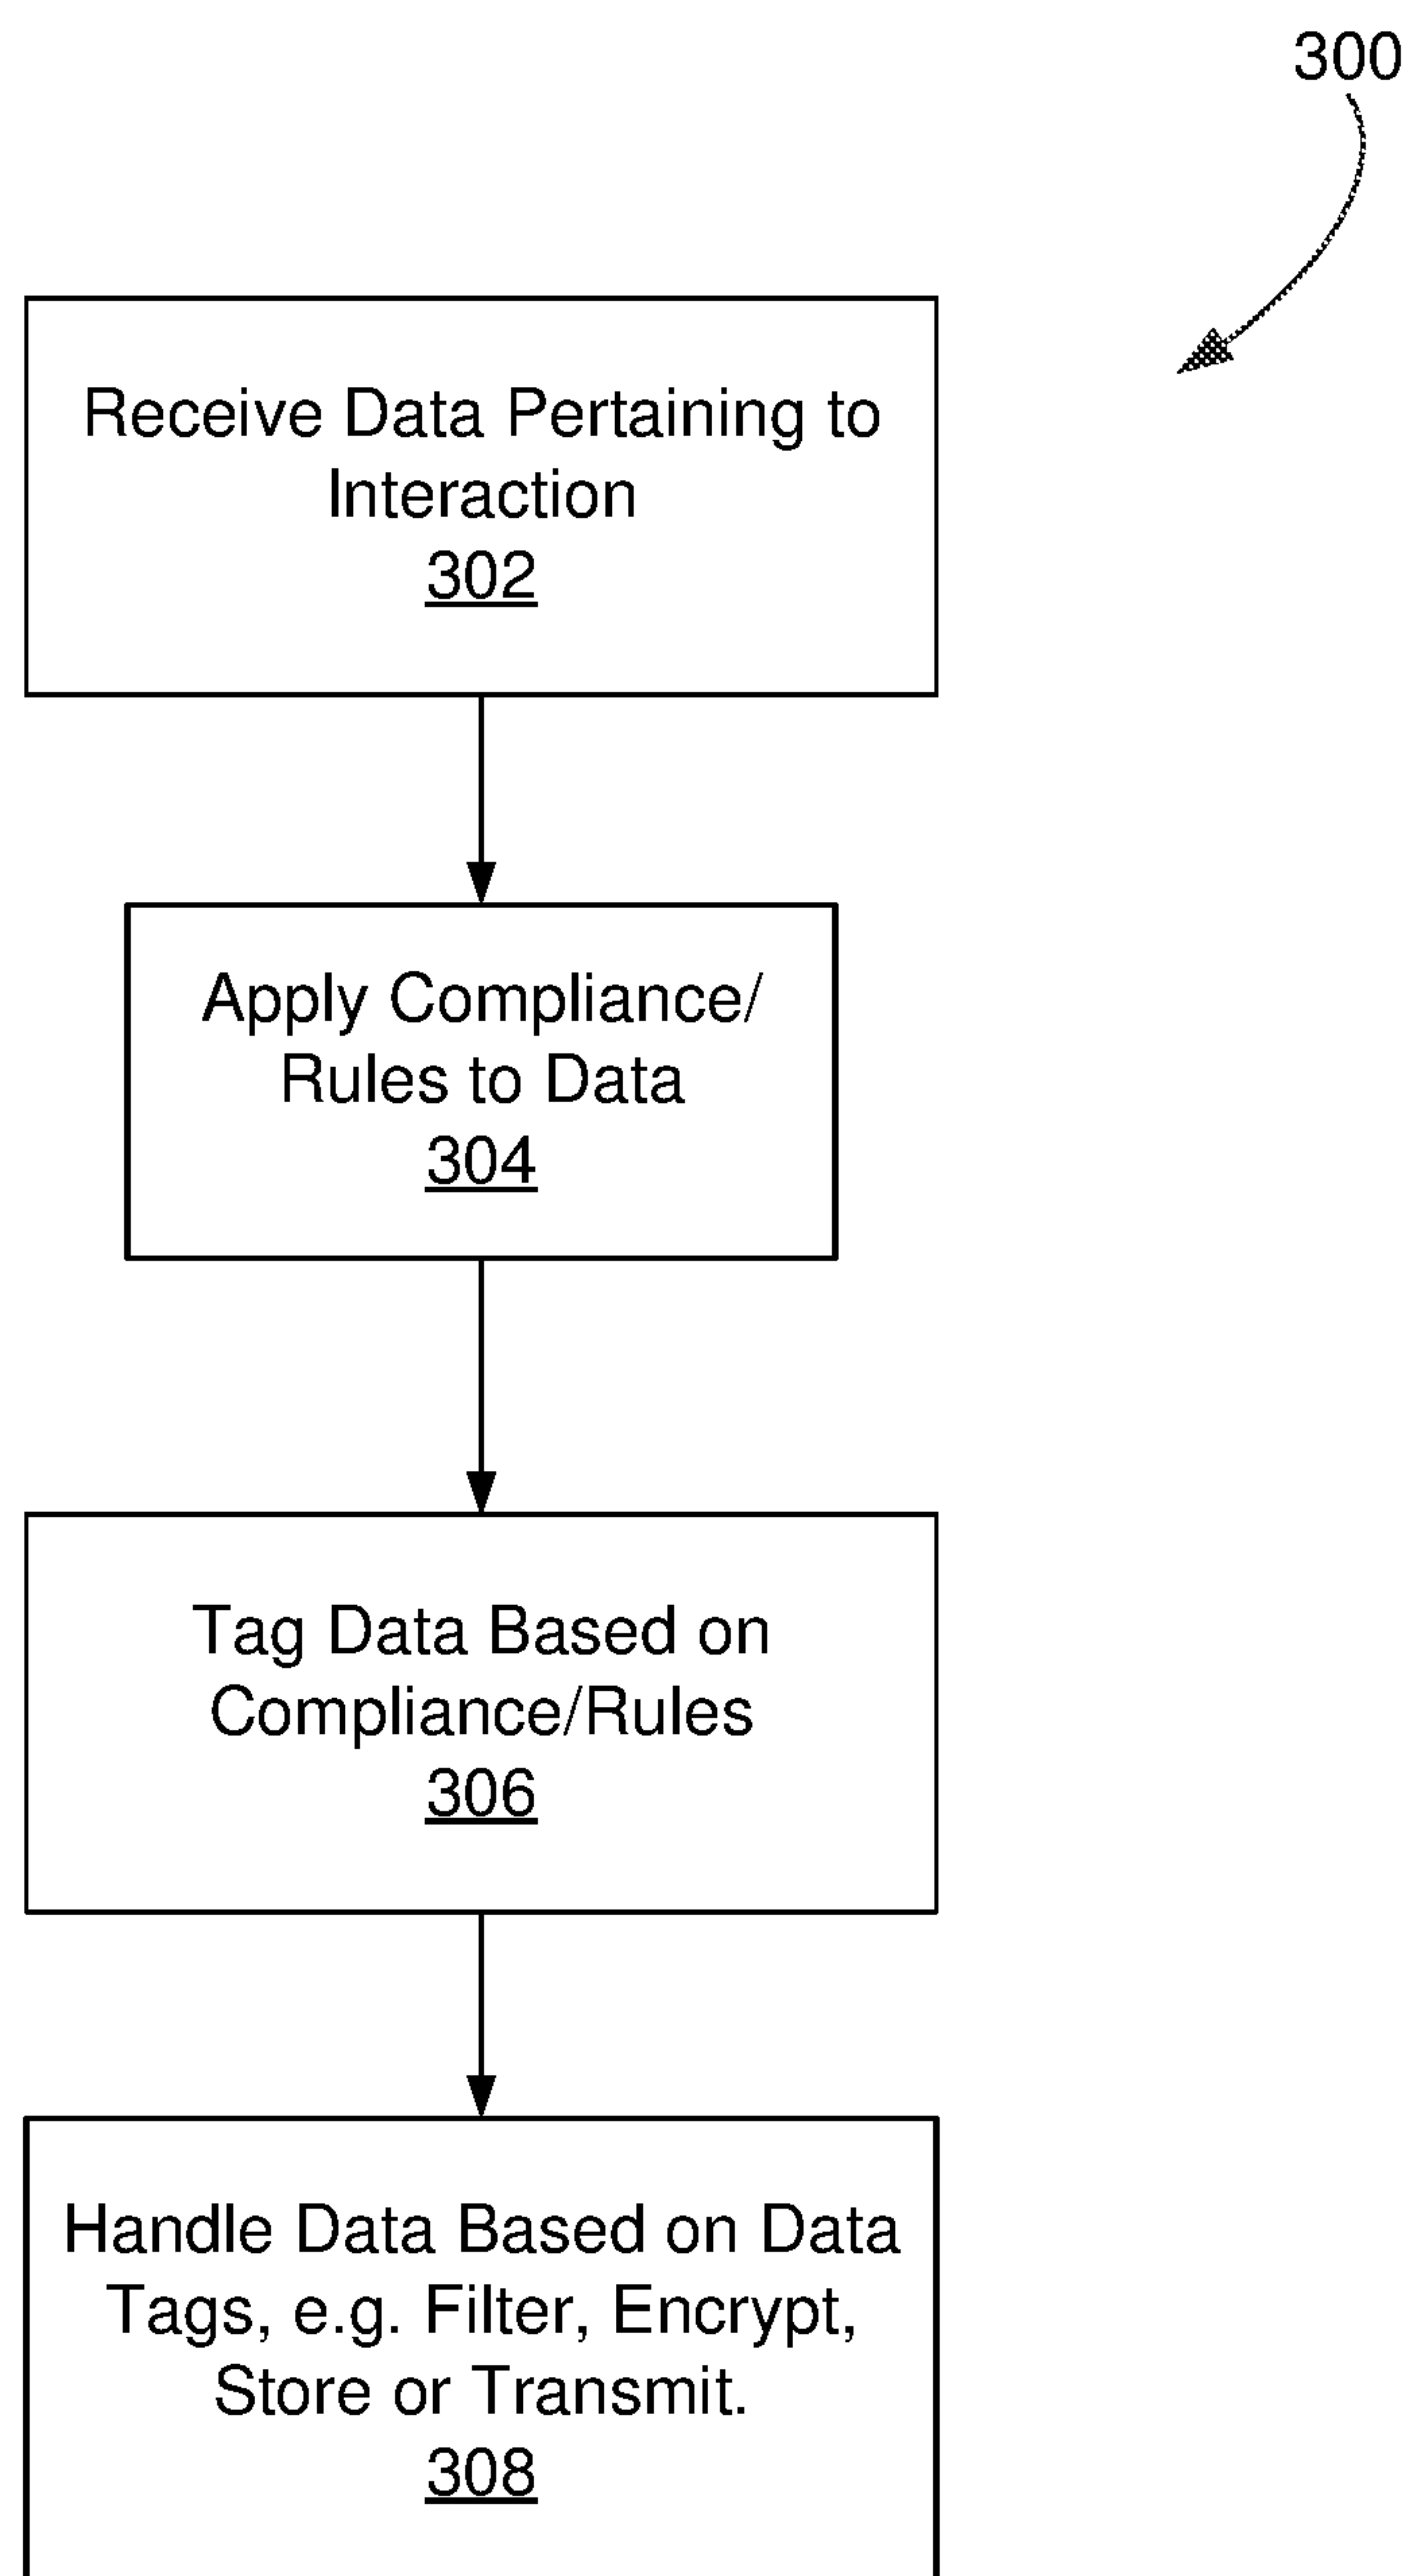 300
Receive Data Pertaining to
Interaction
302
Apply Compliance/
Rules to Data
304
Tag Data Based on
Compliance/Rules
306
Handle Data Based on Data
Tags, e.g. Filter, Encrypt,
Store or Transmit.
308